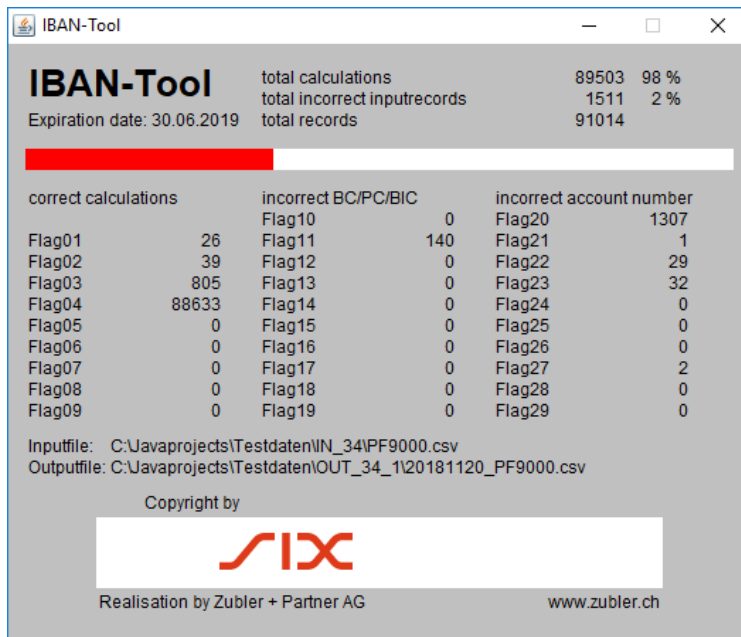 IBAN-Tool
IBAN-Tool
Expiration date: 30.06.2019
total calculations 89503 98 %
total incorrect inputrecords 1511 2 %
total records 91014
correct calculations incorrect BC/PC/BIC incorrect account number
Flag10 0 Flag20 1307
Flag01 26 Flag11 140 Flag21 1
Flag02 39 Flag12 0 Flag22 29
Flag03 805 Flag13 0 Flag23 32
Flag04 88633 Flag14 0 Flag24 0
Flag05 0 Flag15 0 Flag25 0
Flag06 0 Flag16 0 Flag26 0
Flag07 0 Flag17 0 Flag27 2
Flag08 0 Flag18 0 Flag28 0
Flag09 0 Flag19 0 Flag29 0
Inputfile: C:\Javaprojects\Testdaten\IN_34\PF9000.csv
Outputfile: C:\Javaprojects\Testdaten\OUT_34_1\20181120_PF9000.csv
Copyright by
SIX
Realisation by Zubler + Partner AG www.zubler.ch